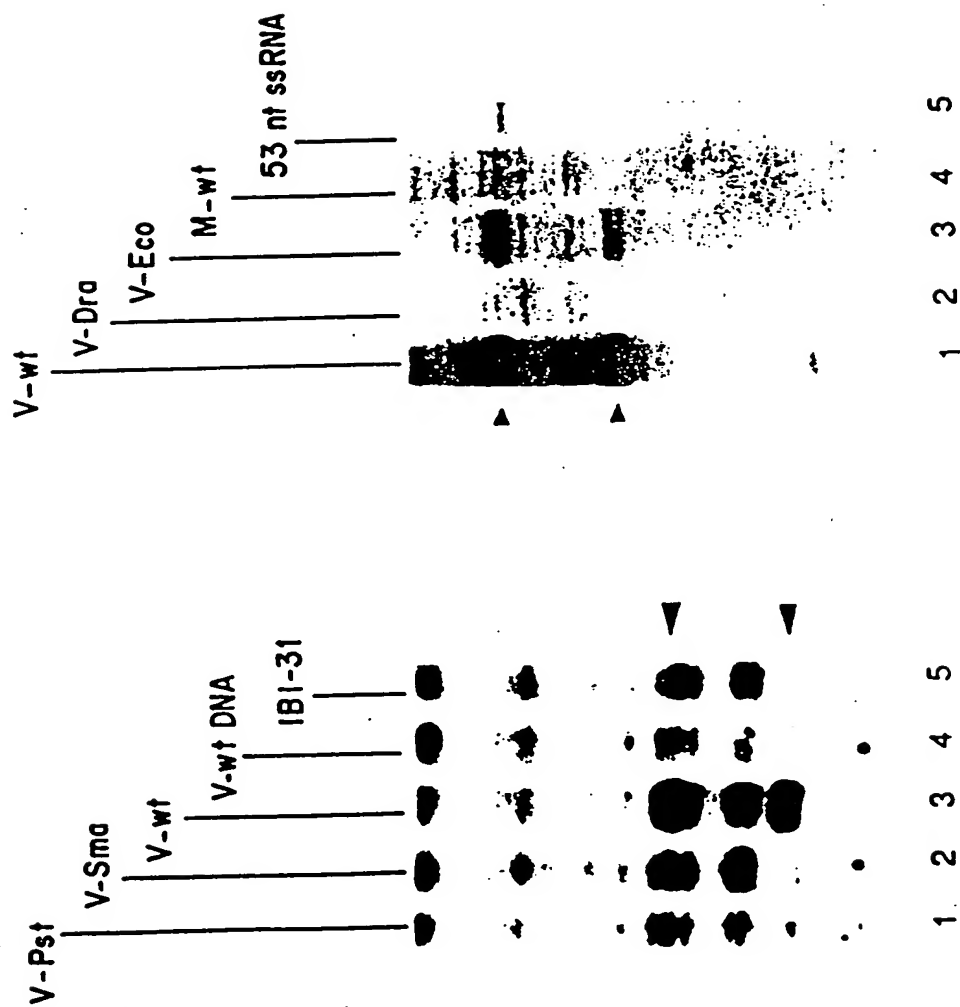 V-wt
V-Dra
V-Eco
M-wt
53 nt ssRNA
1 2 3 4 5
V-Pst
V-Sma
V-wt
V-wt DNA
IBI-31
1 2 3 4 5